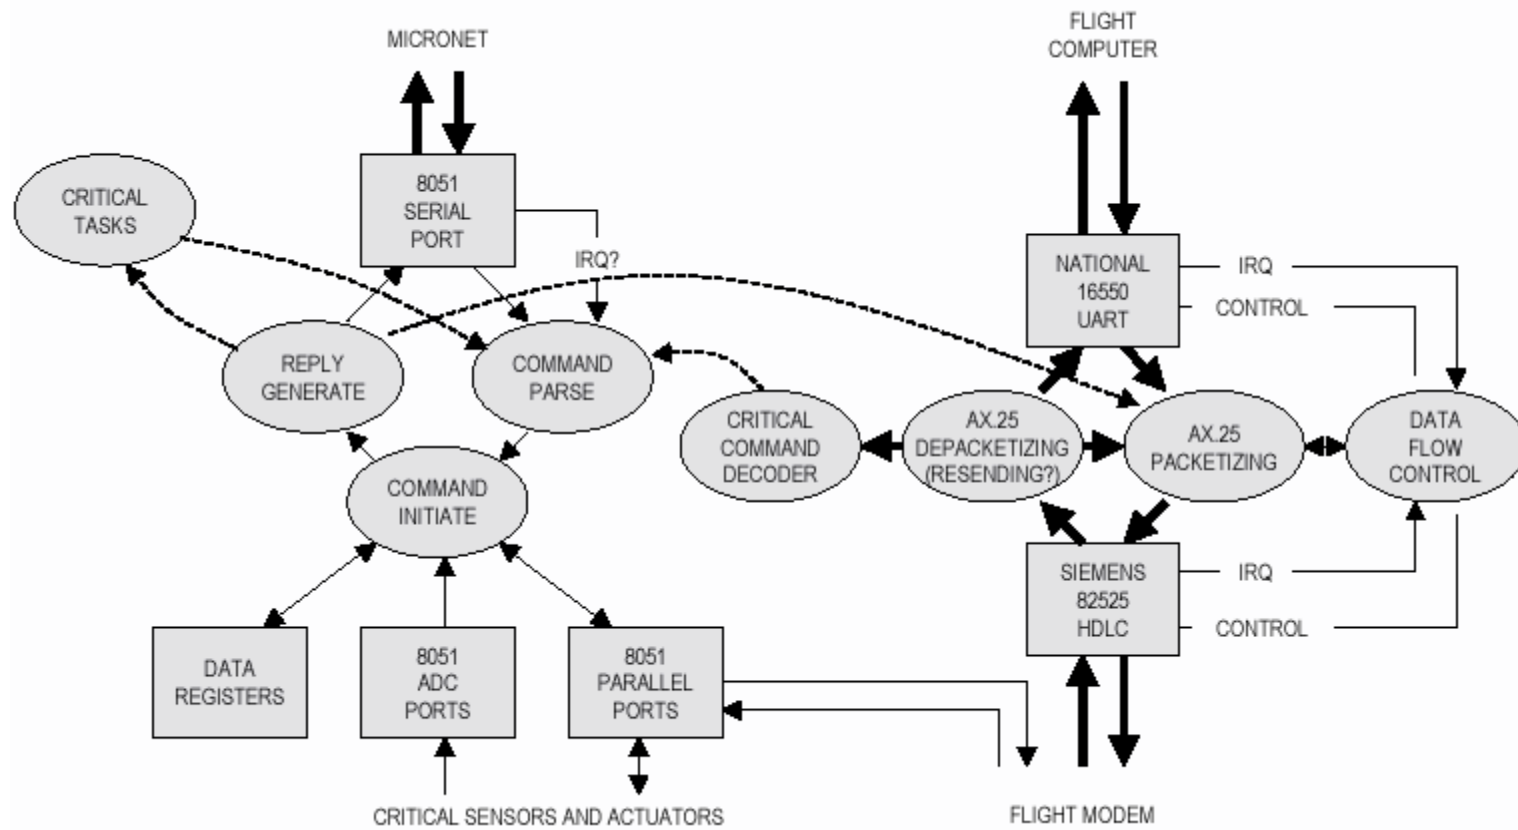 MICRONET
FLIGHT
COMPUTER
CRITICAL
TASKS
8051
SERIAL
PORT
IRQ?
NATIONAL
16550
UART
IRQ
CONTROL
REPLY
GENERATE
COMMAND
PARSE
CRITICAL
COMMAND
DECODER
AX.25
DEPACKETIZING
(RESENDING?)
AX.25
PACKETIZING
DATA
FLOW
CONTROL
COMMAND
INITIATE
SIEMENS
82525
HDLC
IRQ
CONTROL
DATA
REGISTERS
8051
ADC
PORTS
8051
PARALLEL
PORTS
CRITICAL SENSORS AND ACTUATORS
FLIGHT MODEM